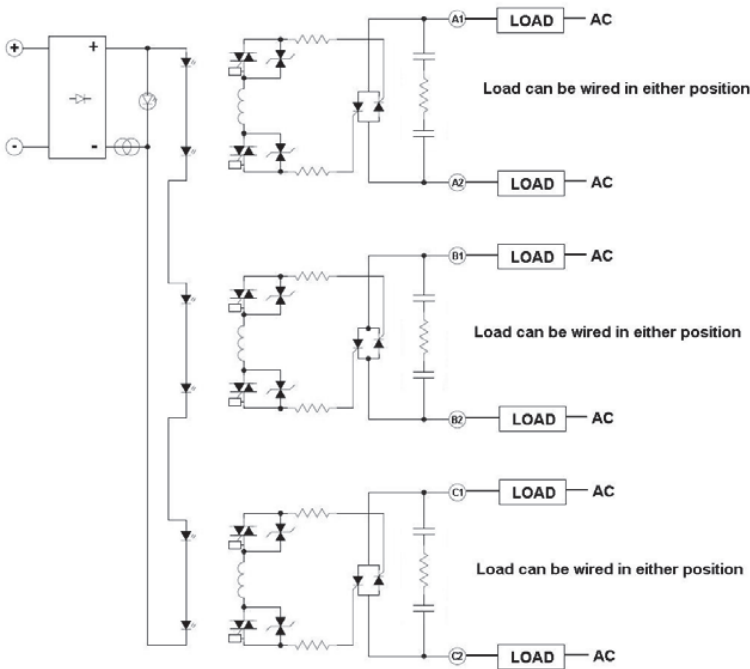 A1 LOAD AC
+ +
Load can be wired in either position
- -
A2 LOAD AC
B1 LOAD AC
Load can be wired in either position
B2 LOAD AC
C1 LOAD AC
Load can be wired in either position
C2 LOAD AC